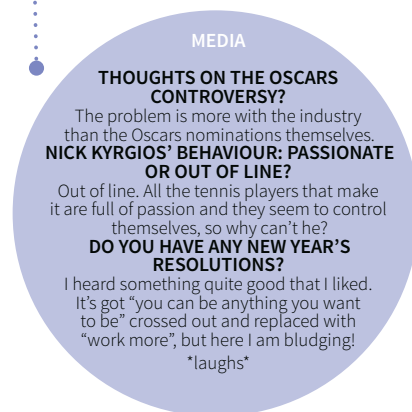 MEDIA
THOUGHTS ON THE OSCARS
CONTROVERSY?
The problem is more with the industry
than the Oscars nominations themselves.
NICK KYRGIOS’ BEHAVIOUR: PASSIONATE
OR OUT OF LINE?
Out of line. All the tennis players that make
it are full of passion and they seem to control
themselves, so why can’t he?
DO YOU HAVE ANY NEW YEAR’S
RESOLUTIONS?
I heard something quite good that I liked.
It’s got “you can be anything you want
to be” crossed out and replaced with
“work more”, but here I am bludging!
*laughs*